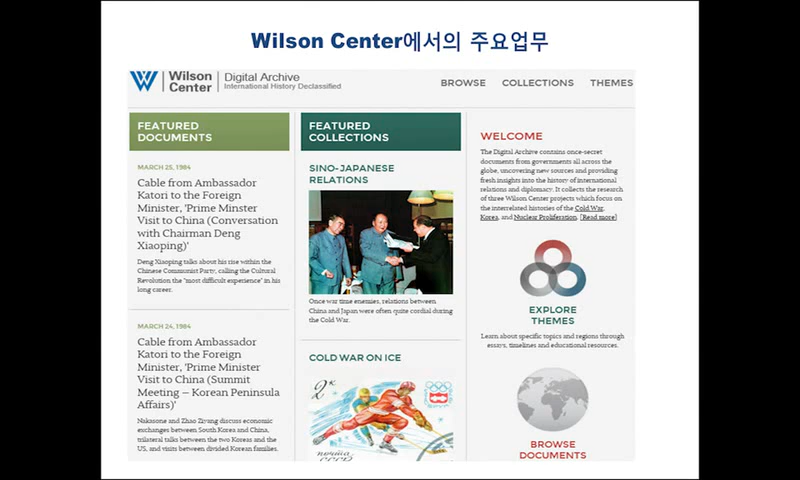 Wilson Center에서의 주요업무
Wilson
Center
Digital Archive
International History Declassified
BROWSE COLLECTIONS THEMES
FEATURED
DOCUMENTS
MARCH 25, 1984
Cable from Ambassador
Katori to the Foreign
Minister, 'Prime Minster
Visit to China (Conversation
with Chairman Deng
Xiaoping)'
Deng Xiaoping talks about his rise within the
Chinese Communist Party, calling the Cultural
Revolution the "most difficult experience" in his
long career.
MARCH 24, 1984
Cable from Ambassador
Katori to the Foreign
Minister, 'Prime Minister
Visit to China (Summit
Meeting — Korean Peninsula
Affairs)'
Nakasone and Zhao Ziyang discuss economic
exchanges between South Korea and China,
trilateral talks between the two Koreas and the
US, and visits between divided Korean families.
FEATURED
COLLECTIONS
SINO-JAPANESE
RELATIONS
Once war time enemies, relations between
China and Japan were often quite cordial during
the Cold War.
COLD WAR ON ICE
2к
почта
СССР
WELCOME
The Digital Archive contains once-secret
documents from governments all across the
globe, uncovering new sources and providing
fresh insights into the history of international
relations and diplomacy. It collects the research
of three Wilson Center projects which focus on
the interrelated histories of the Cold War,
Korea, and Nuclear Proliferation. [Read more]
EXPLORE
THEMES
Learn about specific topics and regions through
essays, timelines and educational resources.
BROWSE
DOCUMENTS